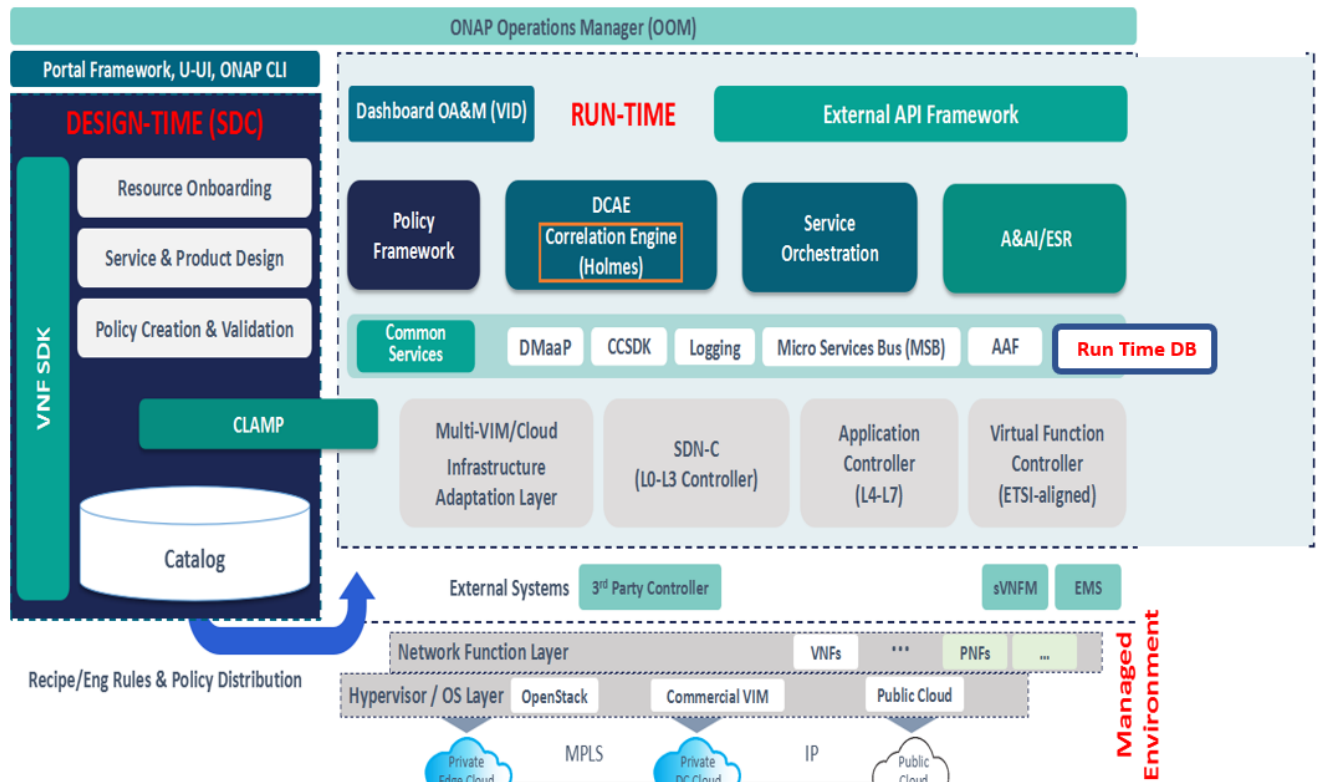 ONAP Operations Manager (OOM)
Portal Framework, U-UI, ONAP CLI
DESIGN-TIME (SDC)
VNF SDK
Resource Onboarding
Service & Product Design
Policy Creation & Validation
CLAMP
Catalog
Recipe/Eng Rules & Policy Distribution
Dashboard OA&M (VID)
RUN-TIME
External API Framework
Policy
Framework
DCAE
Correlation Engine
(Holmes)
Service
Orchestration
A&AI/ESR
Common
Services
DMaaP
CCSDK
Logging
Micro Services Bus (MSB)
AAF
Run Time DB
Multi-VIM/Cloud
Infrastructure
Adaptation Layer
SDN-C
(L0-L3 Controller)
Application
Controller
(L4-L7)
Virtual Function
Controller
(ETSI-aligned)
External Systems
3rd Party Controller
sVNFM
EMS
Managed
Environment
Network Function Layer
VNFs
...
PNFs
...
Hypervisor / OS Layer
OpenStack
Commercial VIM
Public Cloud
Private
Edge Cloud
MPLS
Private
DC Cloud
IP
Public
Cloud